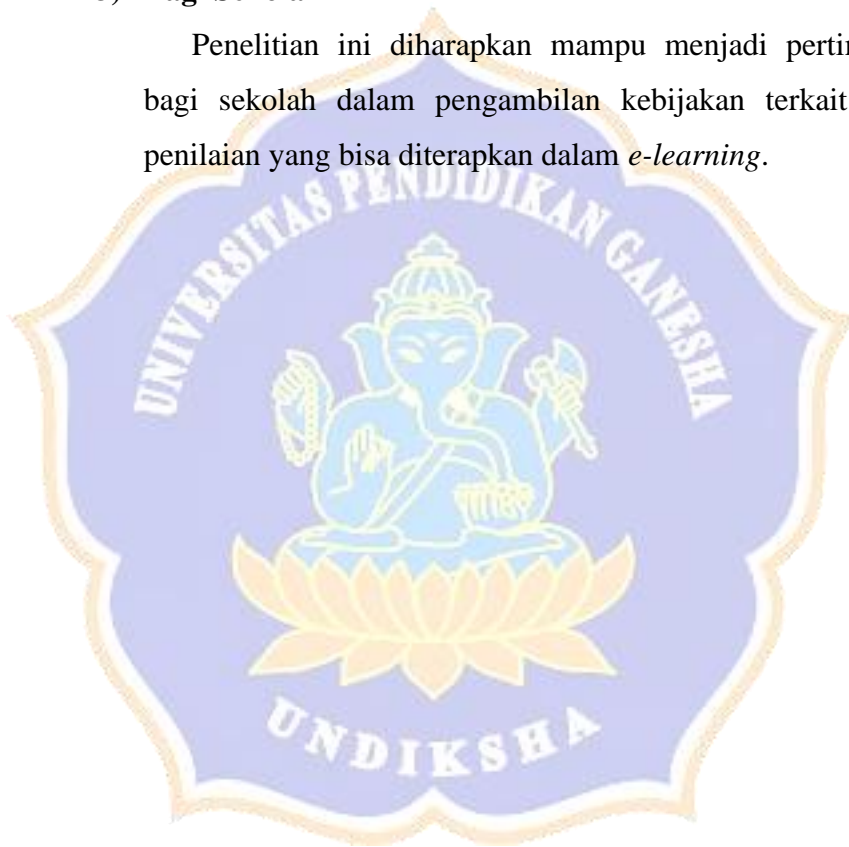 Penelitian ini diharapkan mampu menjadi
bagi sekolah dalam pengambilan kebijakan terkait
penilaian yang bisa diterapkan dalam e-learning.
UNIVERSITAS PENDIDIKAN GANESHA
UNDIKSHA